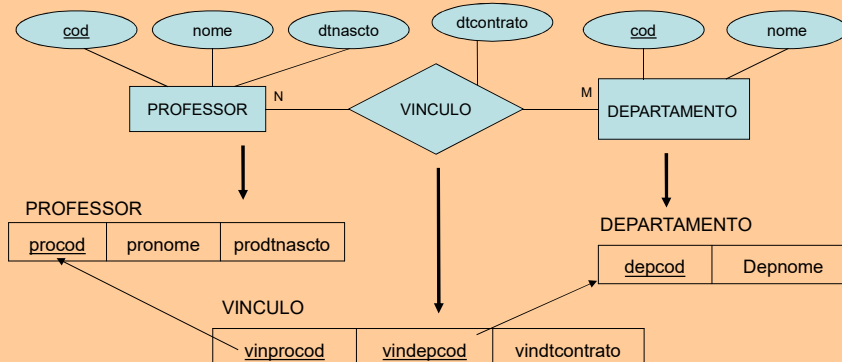 cod nome dtnascto dtcontrato cod nome
PROFESSOR N VINCULO M DEPARTAMENTO
PROFESSOR
procod pronome prodtnascto
DEPARTAMENTO
depcod Depnome
VINCULO
vinprocod vindepcod vindtcontrato